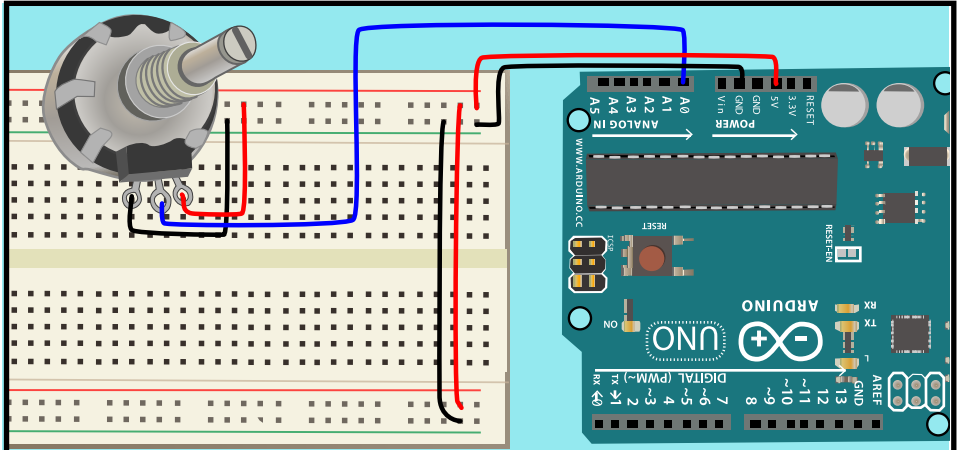 A5 A4 A3 A2 A1 A0
Vin GND GND 5V 3.3V RESET
ANALOG IN
POWER
WWW.ARDUINO.CC
RESET
ICSP
RESET-EN
ON
UNO
ARDUINO
RX
TX
L
DIGITAL (PWM~)
RX TX
0 1 2 ~3 4 ~5 ~6 7 8 ~9 ~10 ~11 12 13 GND AREF